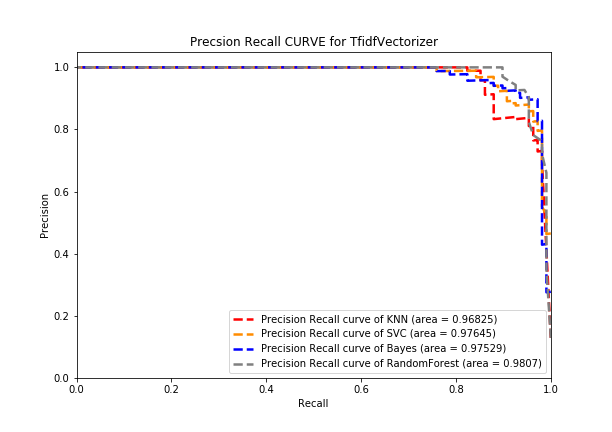 Precsion Recall CURVE for TfidfVectorizer
1.0
0.8
0.6
0.4
0.2
0.0
Precision
0.0 0.2 0.4 0.6 0.8 1.0
Recall
Precision Recall curve of KNN (area = 0.96825)
Precision Recall curve of SVC (area = 0.97645)
Precision Recall curve of Bayes (area = 0.97529)
Precision Recall curve of RandomForest (area = 0.9807)